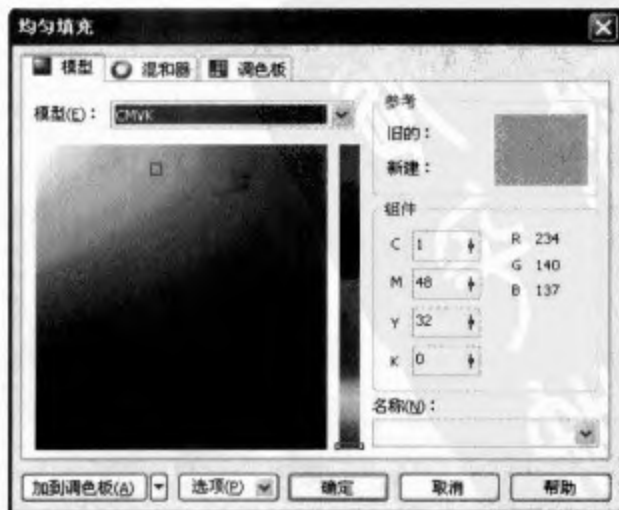 均匀填充
模型 混和器 调色板
模型(E)： CMYK
参考
旧的：
新建：
组件
C 1 R 234
M 48 G 140
Y 32 B 137
K 0
名称(N)：
加到调色板(A) 选项(P) 确定 取消 帮助